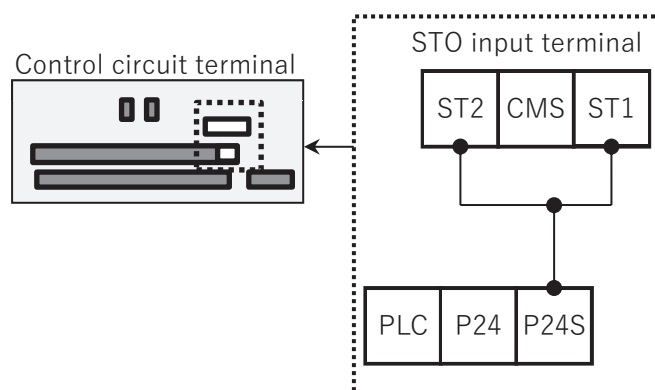 STO input terminal
Control circuit terminal
ST2 CMS ST1
PLC P24 P24S